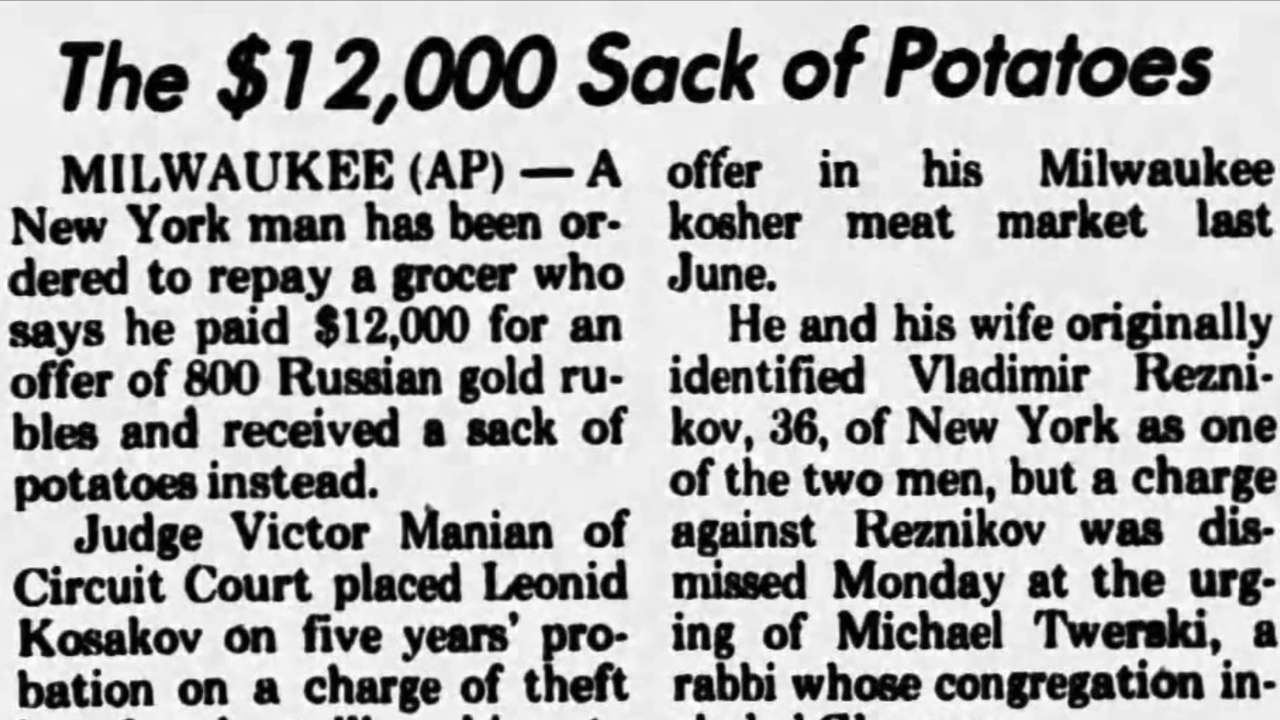 The $12,000 Sack of Potatoes
MILWAUKEE (AP) — A
New York man has been or-
dered to repay a grocer who
says he paid $12,000 for an
offer of 800 Russian gold ru-
bles and received a sack of
potatoes instead.
Judge Victor Manian of
Circuit Court placed Leonid
Kosakov on five years' pro-
bation on a charge of theft
offer in his Milwaukee
kosher meat market last
June.
He and his wife originally
identified Vladimir Rezni-
kov, 36, of New York as one
of the two men, but a charge
against Reznikov was dis-
missed Monday at the urg-
ing of Michael Twerski, a
rabbi whose congregation in-